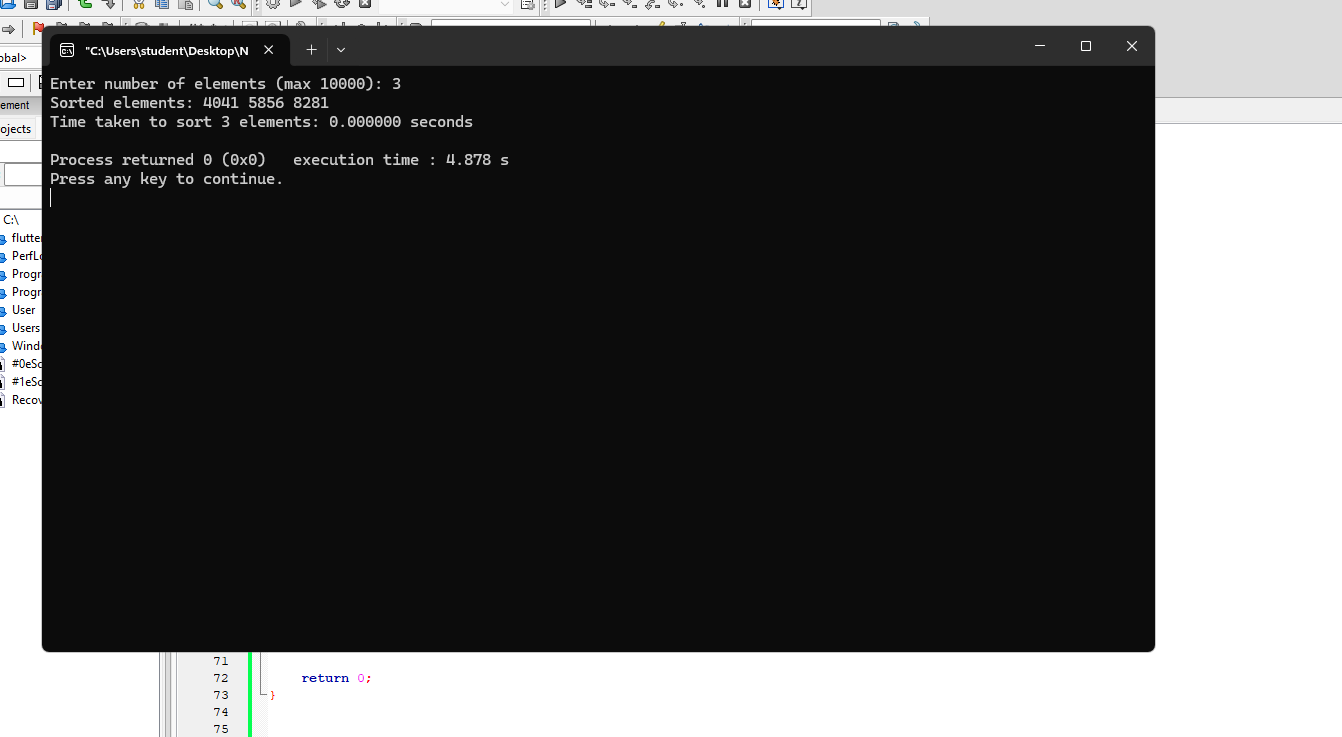 obal>
"C:\Users\student\Desktop\N
ement
ojects
Enter number of elements (max 10000): 3
Sorted elements: 4041 5856 8281
Time taken to sort 3 elements: 0.000000 seconds
Process returned 0 (0x0)   execution time : 4.878 s
Press any key to continue.
C:\
flutte
PerfLo
Progr
Progr
User
Users
Windo
#0eSc
#1eSc
Recov
71
72 return 0;
73 }
74
75